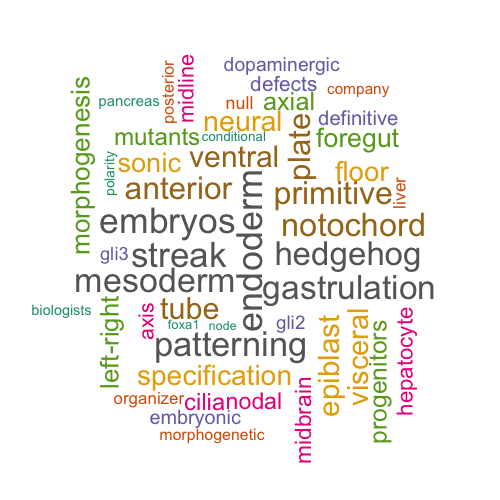 dopaminergic
defects
company
posterior
midline
pancreas
null
axial
morphogenesis
neural
definitive
mutants
conditional
plate
foregut
polarity
sonic
ventral
floor
anterior
primitive
liver
embryos
endoderm
notochord
gli3
streak
hedgehog
mesoderm
gastrulation
biologists
left-right
axis
tube
foxa1
node
gli2
epiblast
visceral
progenitors
hepatocyte
patterning
specification
organizer
cilia
nodal
midbrain
embryonic
morphogenetic